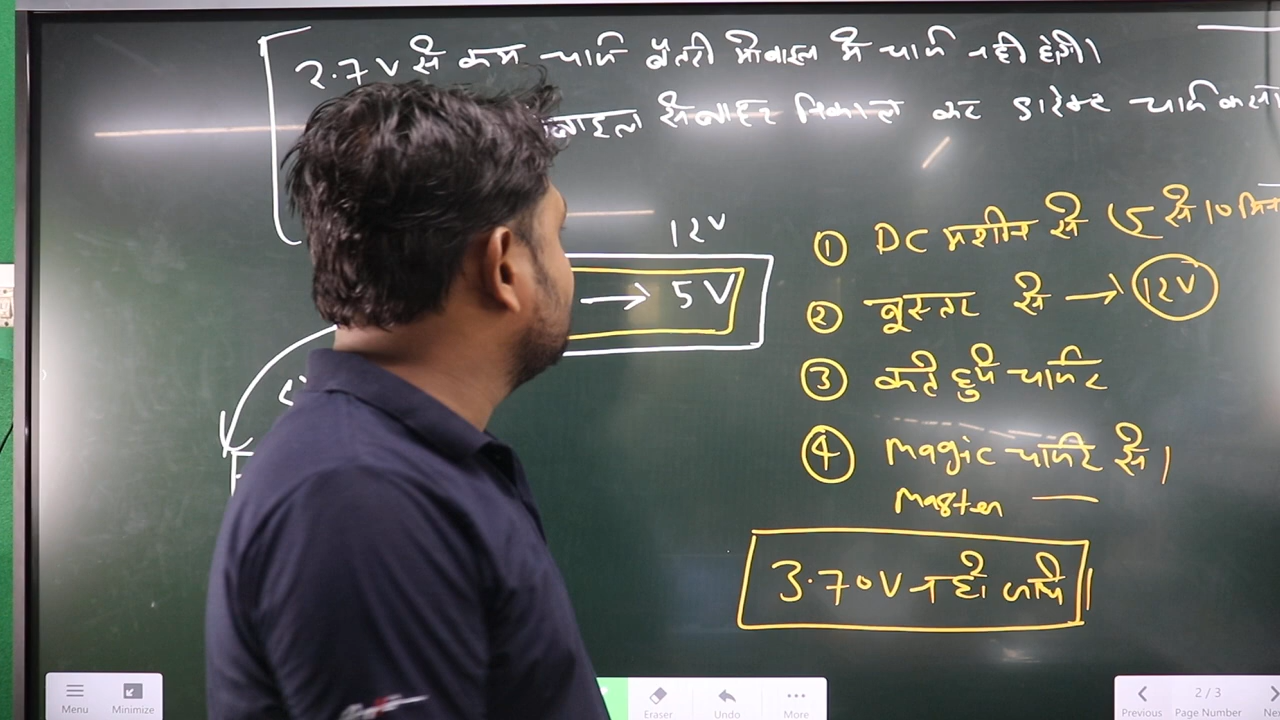 2.7 V से कम चार्ज बैटरी मोबाइल में चार्ज नही होगी।
से बाहर निकाल कर डारेक्ट चार्ज करना
12V
→ 5V
① DC मशीन से 5 से 10 मिनट
② बूस्टर से → 12V
③ कटे हुये चार्जर
④ Magic चार्जर से।
Master —
3.70V नही जाये
Menu Minimize Eraser Undo More Previous 2 / 3 Page Number